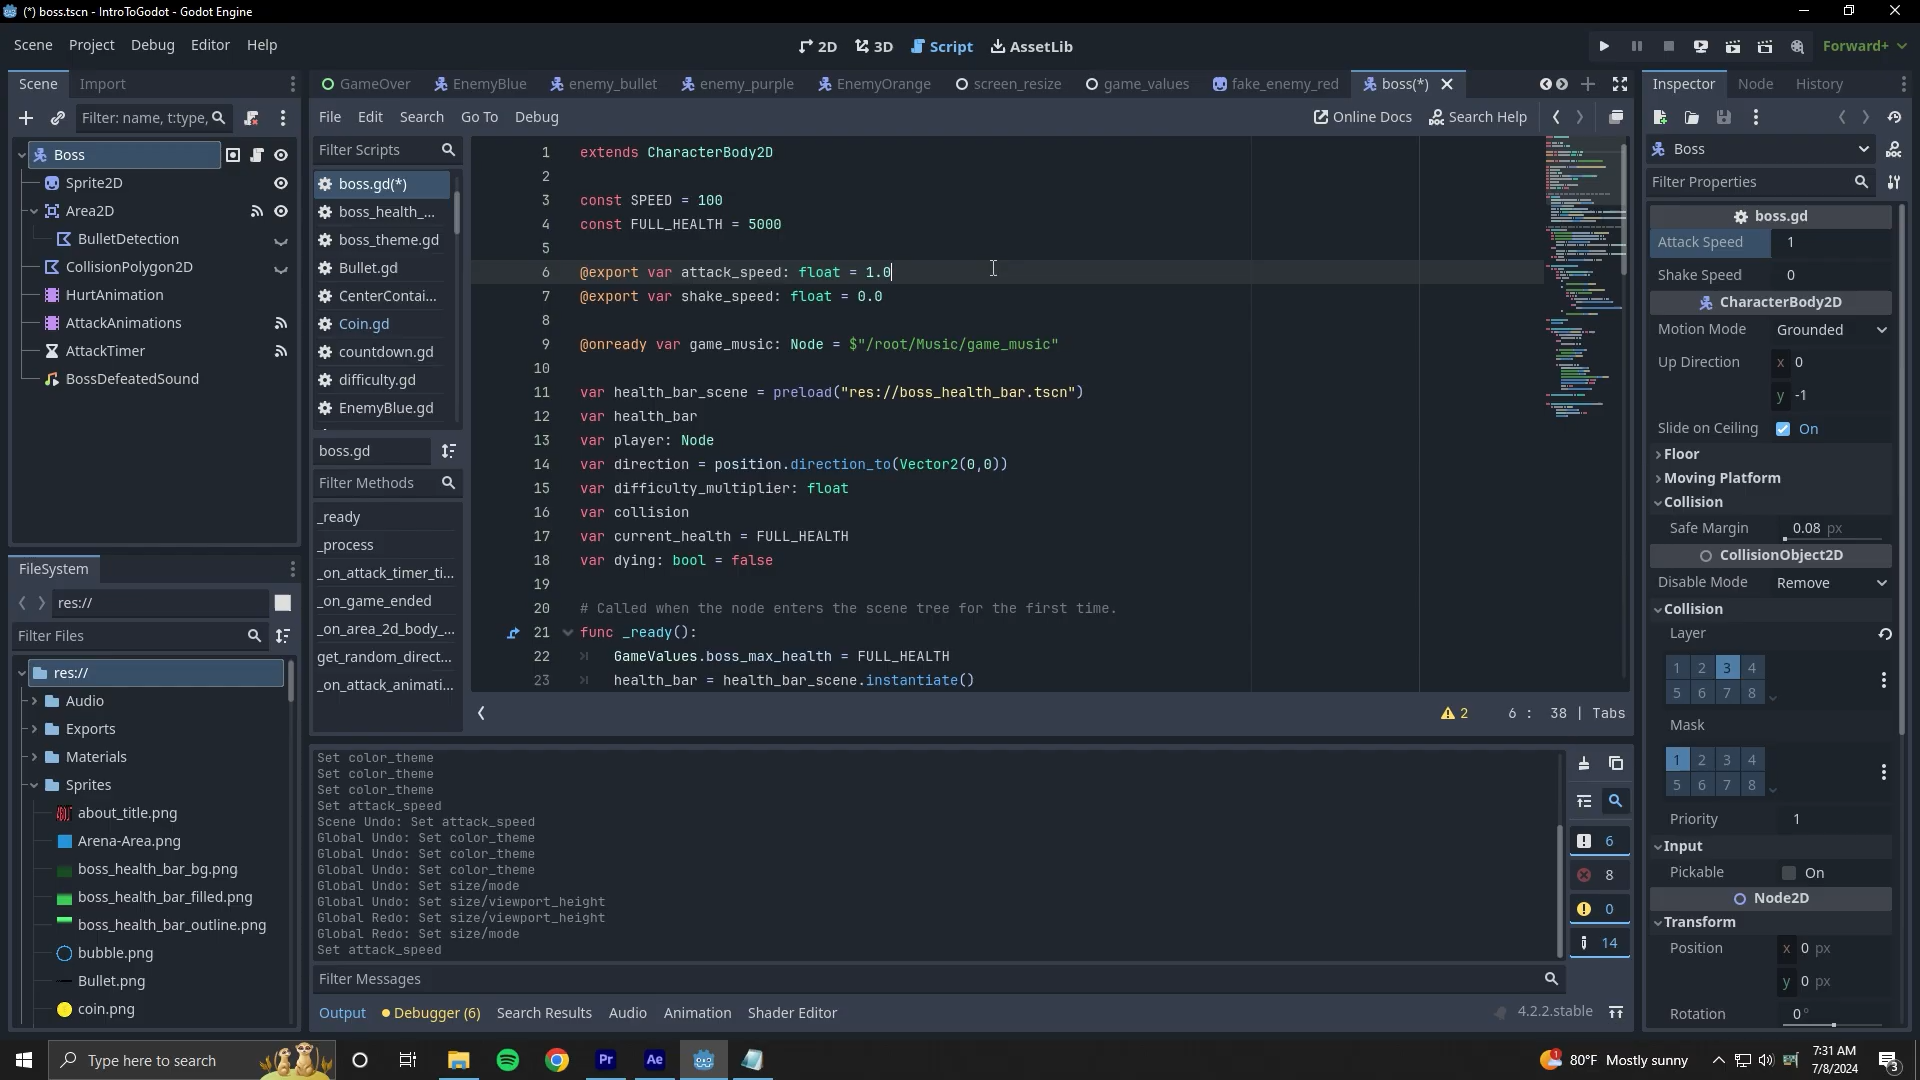 (*) boss.tscn - IntroToGodot - Godot Engine
Scene Project Debug Editor Help
2D 3D Script AssetLib
Forward+
Scene Import
Filter: name, t:type,
Boss
Sprite2D
Area2D
BulletDetection
CollisionPolygon2D
HurtAnimation
AttackAnimations
AttackTimer
BossDefeatedSound
FileSystem
res://
Filter Files
res://
Audio
Exports
Materials
Sprites
about_title.png
Arena-Area.png
boss_health_bar_bg.png
boss_health_bar_filled.png
boss_health_bar_outline.png
bubble.png
Bullet.png
coin.png
GameOver EnemyBlue enemy_bullet enemy_purple EnemyOrange screen_resize game_values fake_enemy_red boss(*)
File Edit Search Go To Debug
Online Docs Search Help
Filter Scripts
boss.gd(*)
boss_health_...
boss_theme.gd
Bullet.gd
CenterContai...
Coin.gd
countdown.gd
difficulty.gd
EnemyBlue.gd
boss.gd
Filter Methods
_ready
_process
_on_attack_timer_ti...
_on_game_ended
_on_area_2d_body_...
get_random_direct...
_on_attack_animati...
1 extends CharacterBody2D
2
3 const SPEED = 100
4 const FULL_HEALTH = 5000
5
6 @export var attack_speed: float = 1.0
7 @export var shake_speed: float = 0.0
8
9 @onready var game_music: Node = $"/root/Music/game_music"
10
11 var health_bar_scene = preload("res://boss_health_bar.tscn")
12 var health_bar
13 var player: Node
14 var direction = position.direction_to(Vector2(0,0))
15 var difficulty_multiplier: float
16 var collision
17 var current_health = FULL_HEALTH
18 var dying: bool = false
19
20 # Called when the node enters the scene tree for the first time.
21 func _ready():
22 GameValues.boss_max_health = FULL_HEALTH
23 health_bar = health_bar_scene.instantiate()
2 6 : 38 | Tabs
Set color_theme
Set color_theme
Set color_theme
Set attack_speed
Scene Undo: Set attack_speed
Global Undo: Set color_theme
Global Undo: Set color_theme
Global Undo: Set color_theme
Global Undo: Set size/mode
Global Undo: Set size/viewport_height
Global Redo: Set size/viewport_height
Global Redo: Set size/mode
Set attack_speed
6
8
0
14
Filter Messages
Output Debugger (6) Search Results Audio Animation Shader Editor
4.2.2.stable
Inspector Node History
Boss
Filter Properties
boss.gd
Attack Speed 1
Shake Speed 0
CharacterBody2D
Motion Mode Grounded
Up Direction x 0
y -1
Slide on Ceiling On
Floor
Moving Platform
Collision
Safe Margin 0.08 px
CollisionObject2D
Disable Mode Remove
Collision
Layer
1 2 3 4
5 6 7 8
Mask
1 2 3 4
5 6 7 8
Priority 1
Input
Pickable On
Node2D
Transform
Position x 0 px
y 0 px
Rotation 0 °
Type here to search
Pr Ae
1 80°F Mostly sunny
7:31 AM
7/8/2024
3